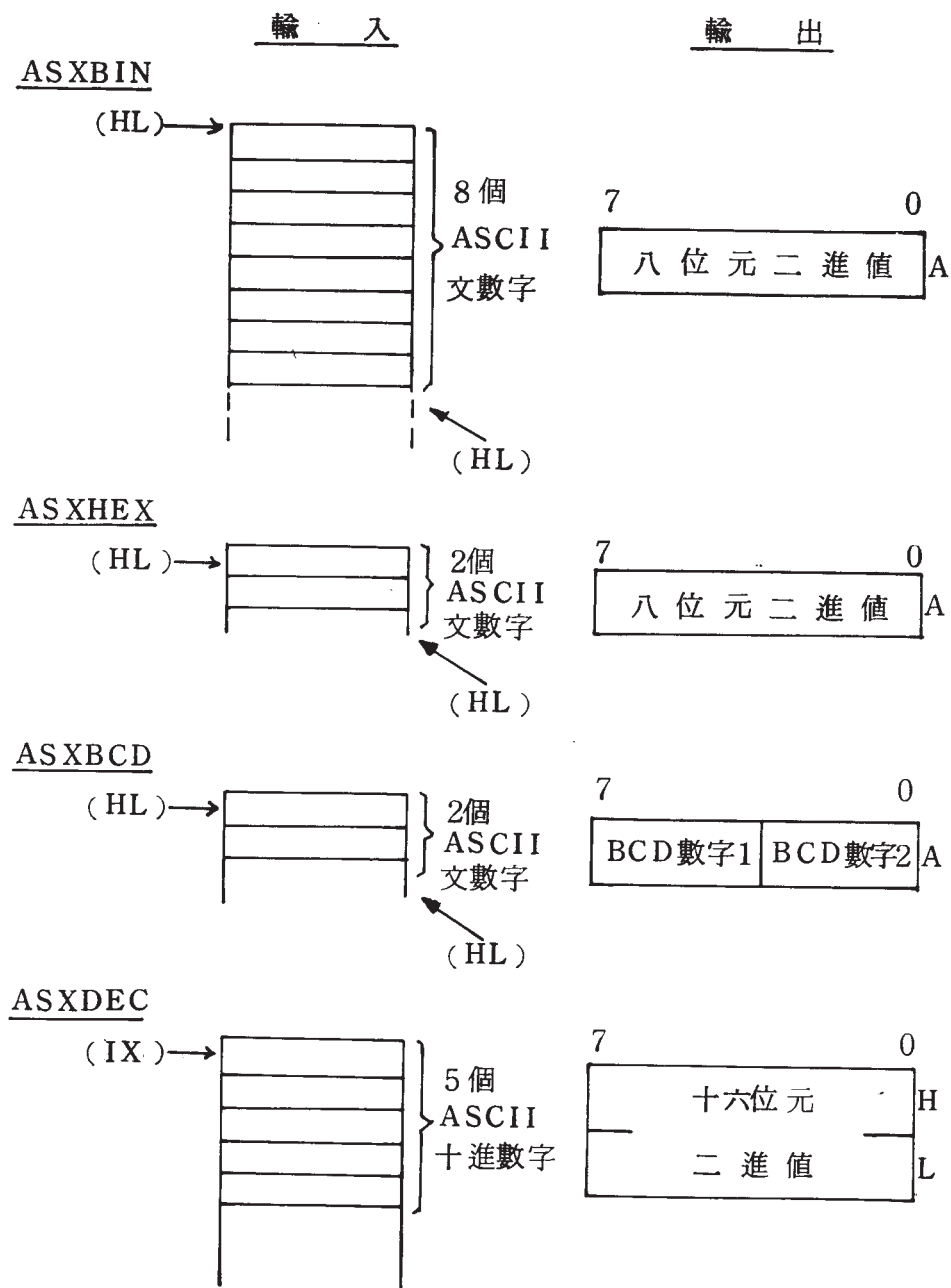 輸 入 輸 出
ASXBIN
(HL)
8個
ASCII
文數字
7 0
八位元二進值 A
(HL)
ASXHEX
(HL)
2個
ASCII
文數字
7 0
八位元二進值 A
(HL)
ASXBCD
(HL)
2個
ASCII
文數字
7 0
BCD數字1 BCD數字2 A
(HL)
ASXDEC
(IX)
5個
ASCII
十進數字
7 0
十六位元 H
二進值 L